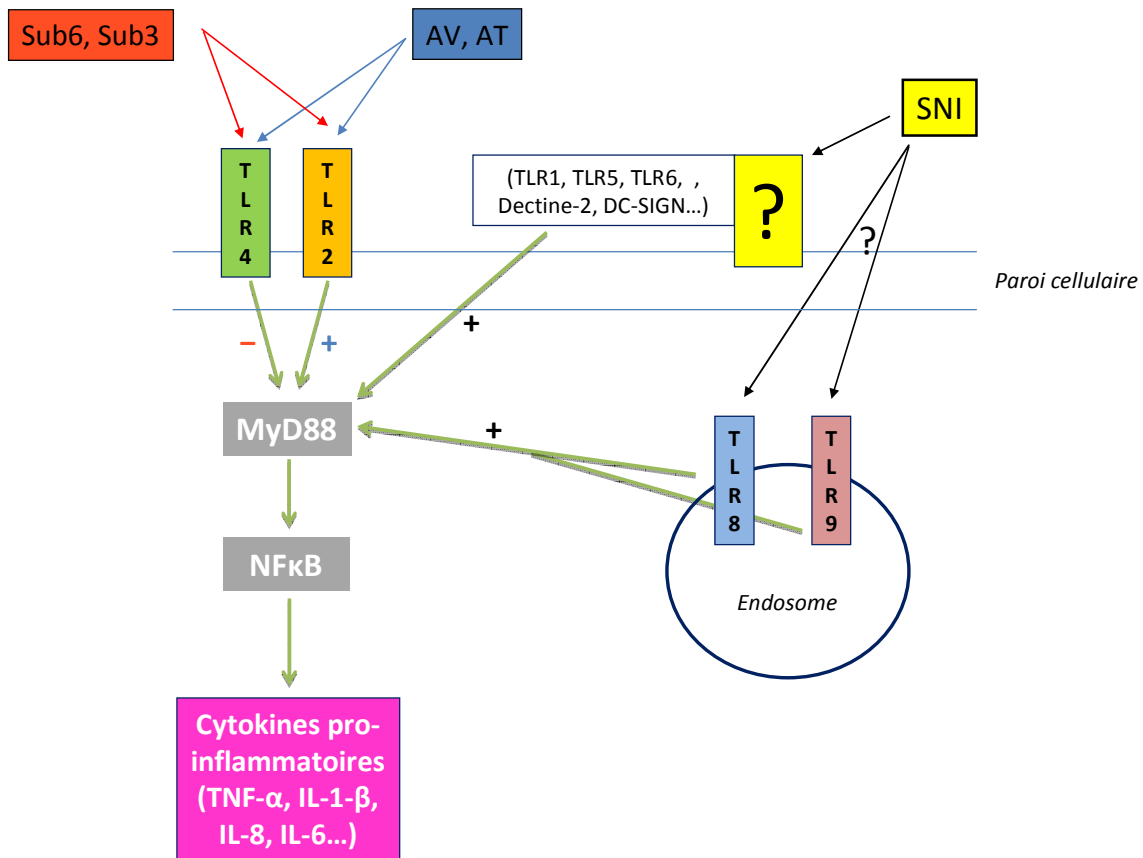 Sub6, Sub3
AV, AT
SNI
T
L
R
4
T
L
R
2
(TLR1, TLR5, TLR6, ,
Dectine-2, DC-SIGN...)
?
?
Paroi cellulaire
–
+
+
MyD88
+
T
L
R
8
T
L
R
9
NFκB
Endosome
Cytokines pro-
inflammatoires
(TNF-α, IL-1-β,
IL-8, IL-6...)